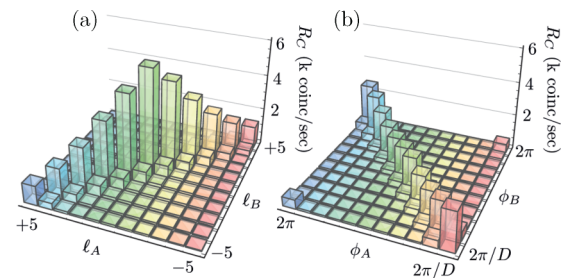 (a)
6
4
2
R_C (k coinc/sec)
+5
ℓ_B
−5
+5
ℓ_A
−5
(b)
6
4
2
R_C (k coinc/sec)
2π
ϕ_B
2π/D
2π
ϕ_A
2π/D